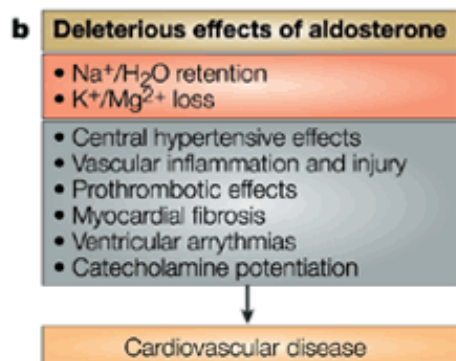 b Deleterious effects of aldosterone
• Na⁺/H₂O retention
• K⁺/Mg²⁺ loss
• Central hypertensive effects
• Vascular inflammation and injury
• Prothrombotic effects
• Myocardial fibrosis
• Ventricular arrythmias
• Catecholamine potentiation
Cardiovascular disease